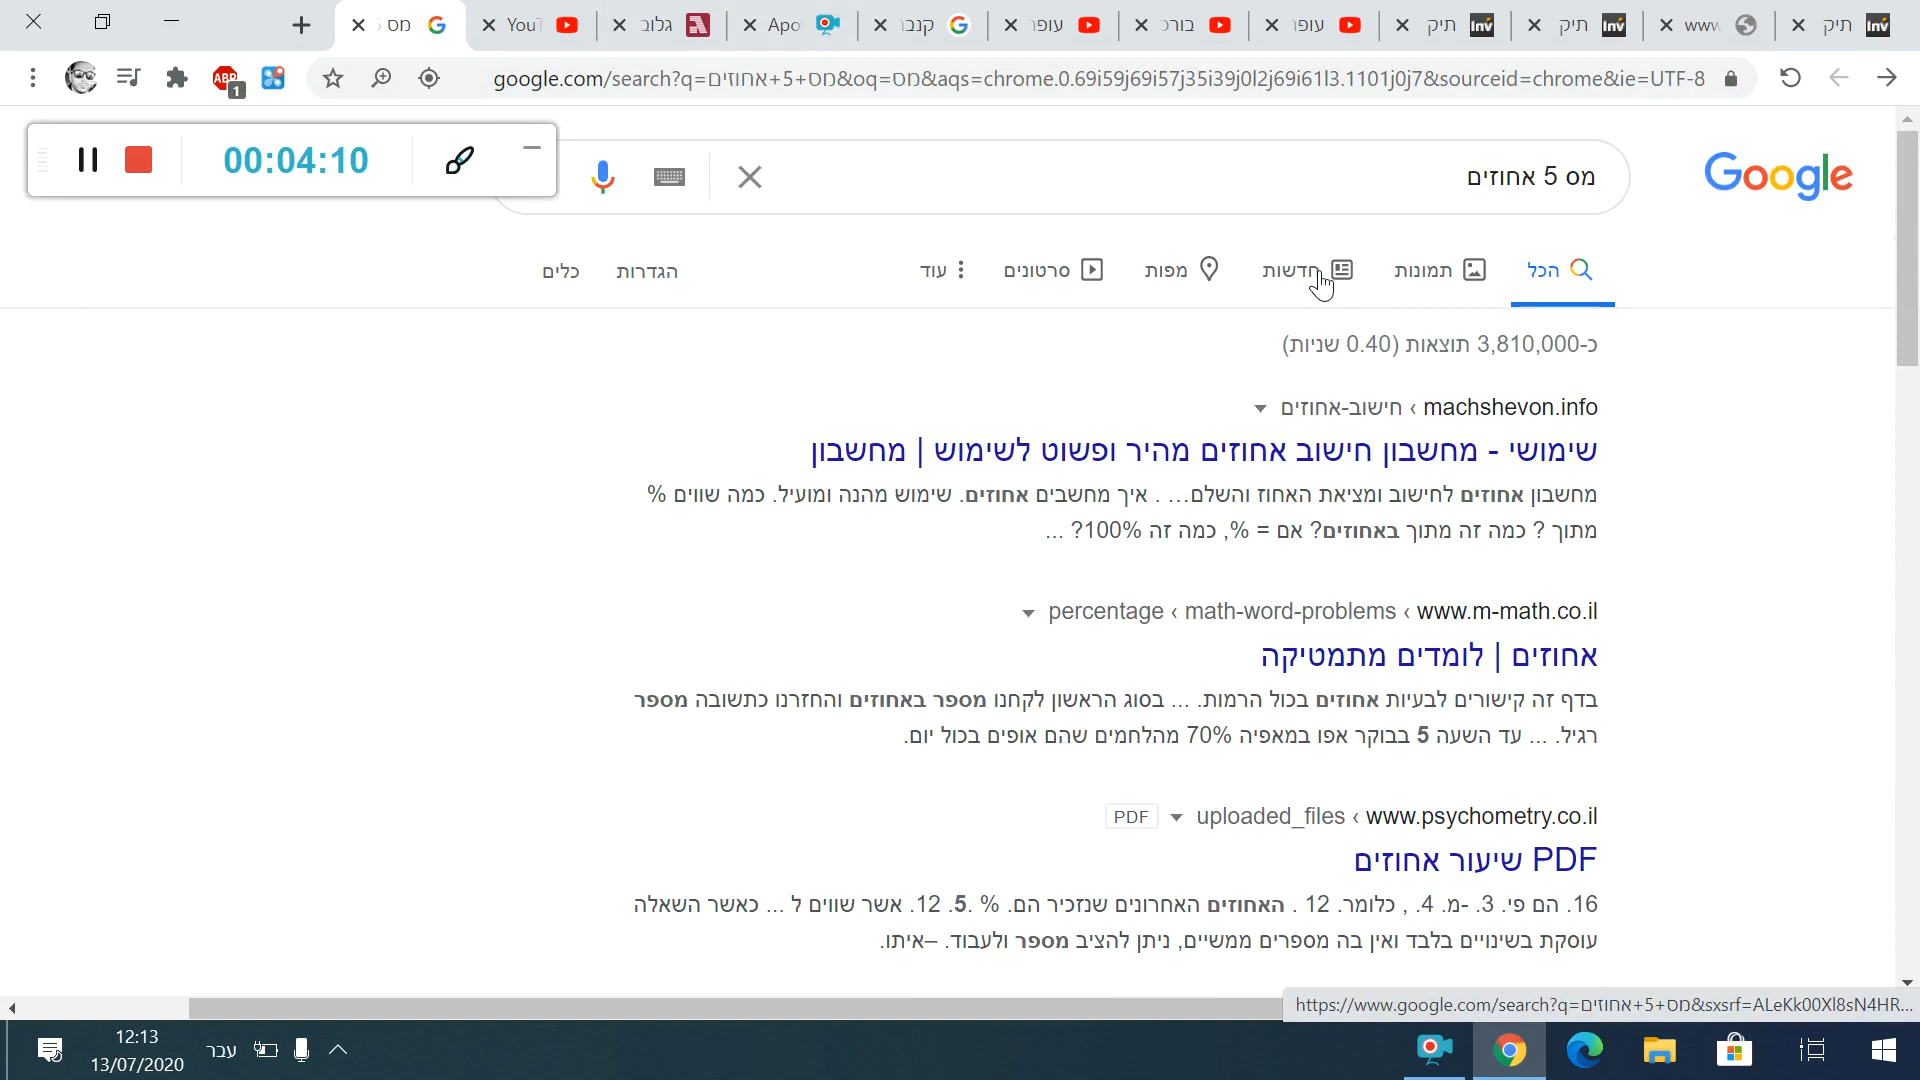 מס
YouT
גלוב
Apo
קנבו
עופו
בורכ
עופו
תיק
תיק
www
תיק
google.com/search?q=מס+5+אחוזים&oq=מס&aqs=chrome.0.69i59j69i57j35i39j0l2j69i61l3.1101j0j7&sourceid=chrome&ie=UTF-8
ABP
1
00:04:10
מס 5 אחוזים
Google
הכל
תמונות
חדשות
מפות
סרטונים
עוד
הגדרות
כלים
כ-3,810,000 תוצאות (0.40 שניות)
machshevon.info › חישוב-אחוזים
שימושי - מחשבון חישוב אחוזים מהיר ופשוט לשימוש | מחשבון
מחשבון אחוזים לחישוב ומציאת האחוז והשלם... . איך מחשבים אחוזים. שימוש מהנה ומועיל. כמה שווים %
מתוך ? כמה זה מתוך באחוזים? אם = %, כמה זה 100%? ...
www.m-math.co.il › math-word-problems › percentage
אחוזים | לומדים מתמטיקה
בדף זה קישורים לבעיות אחוזים בכול הרמות. ... בסוג הראשון לקחנו מספר באחוזים והחזרנו כתשובה מספר
רגיל. ... עד השעה 5 בבוקר אפו במאפיה 70% מהלחמים שהם אופים בכול יום.
www.psychometry.co.il › uploaded_files
PDF
PDF שיעור אחוזים
16. הם פי. 3. -מ. 4. , כלומר. 12 . האחוזים האחרונים שנזכיר הם. % .5. 12. אשר שווים ל ... כאשר השאלה
עוסקת בשינויים בלבד ואין בה מספרים ממשיים, ניתן להציב מספר ולעבוד. –איתו.
https://www.google.com/search?q=מס+5+אחוזים&sxsrf=ALeKk00Xl8sN4HR...
12:13
13/07/2020
עבר